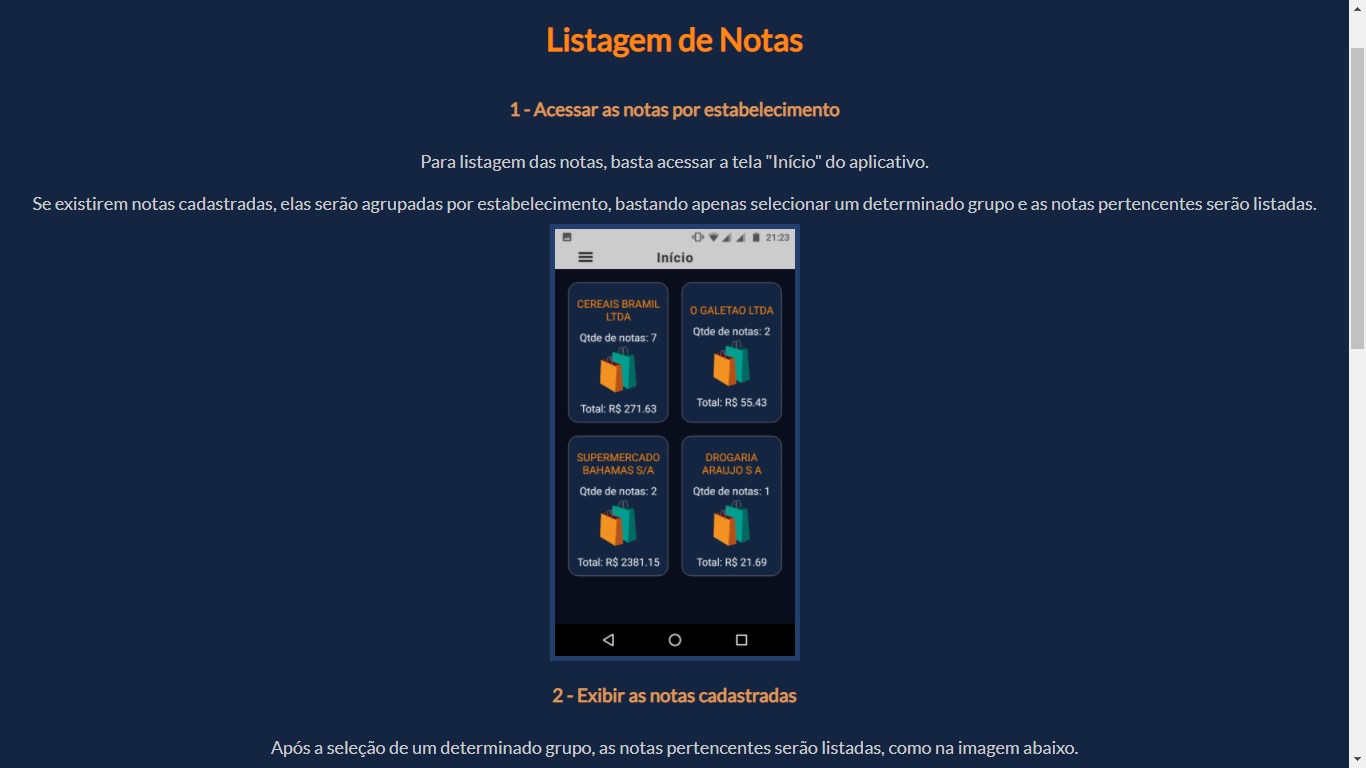 Listagem de Notas
1 - Acessar as notas por estabelecimento
Para listagem das notas, basta acessar a tela "Início" do aplicativo.
Se existirem notas cadastradas, elas serão agrupadas por estabelecimento, bastando apenas selecionar um determinado grupo e as notas pertencentes serão listadas.
21:23
Início
CEREAIS BRAMIL
LTDA
Qtde de notas: 7
Total: R$ 271.63
O GALETAO LTDA
Qtde de notas: 2
Total: R$ 55.43
SUPERMERCADO
BAHAMAS S/A
Qtde de notas: 2
Total: R$ 2381.15
DROGARIA
ARAUJO S A
Qtde de notas: 1
Total: R$ 21.69
2 - Exibir as notas cadastradas
Após a seleção de um determinado grupo, as notas pertencentes serão listadas, como na imagem abaixo.